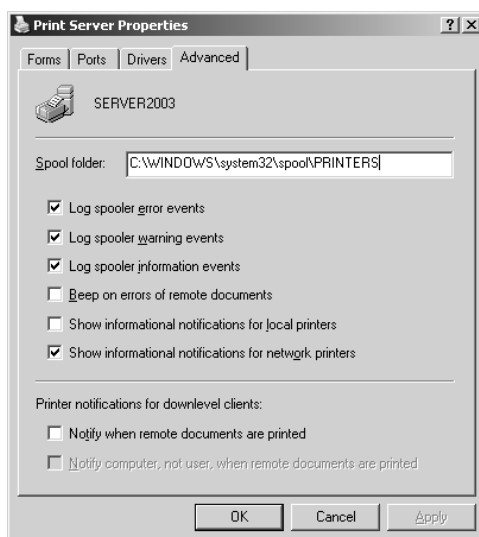 Print Server Properties
Forms Ports Drivers Advanced
SERVER2003
Spool folder: C:\WINDOWS\system32\spool\PRINTERS
Log spooler error events
Log spooler warning events
Log spooler information events
Beep on errors of remote documents
Show informational notifications for local printers
Show informational notifications for network printers
Printer notifications for downlevel clients:
Notify when remote documents are printed
Notify computer, not user, when remote documents are printed
OK Cancel Apply